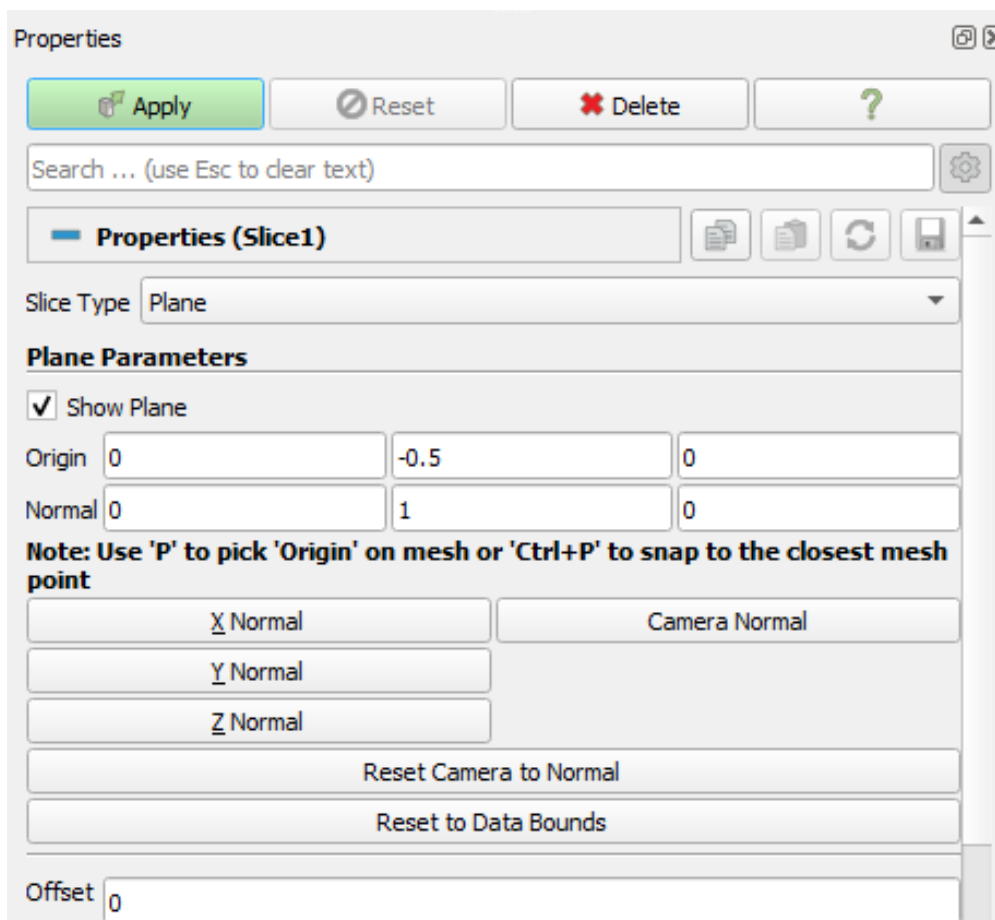 Properties
Apply Reset Delete ?
Search ... (use Esc to clear text)
Properties (Slice1)
Slice Type Plane
Plane Parameters
Show Plane
Origin 0 -0.5 0
Normal 0 1 0
Note: Use 'P' to pick 'Origin' on mesh or 'Ctrl+P' to snap to the closest mesh
point
X Normal Camera Normal
Y Normal
Z Normal
Reset Camera to Normal
Reset to Data Bounds
Offset 0